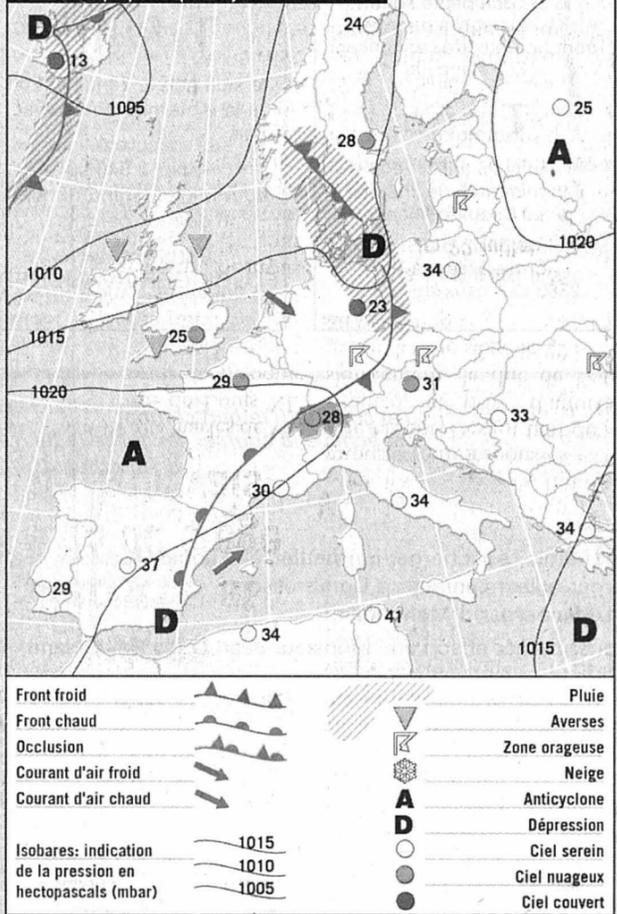 D
24
13
1005
25
28
A
1020
D
1010
34
1015
23
25
29
31
1020
28
33
A
30
34
34
37
29
41
D
34
D
1015
Front froid
Front chaud
Occlusion
Courant d'air froid
Courant d'air chaud
Isobares: indication
de la pression en
hectopascals (mbar)
1015
1010
1005
Pluie
Averses
Zone orageuse
Neige
A Anticyclone
D Dépression
Ciel serein
Ciel nuageux
Ciel couvert